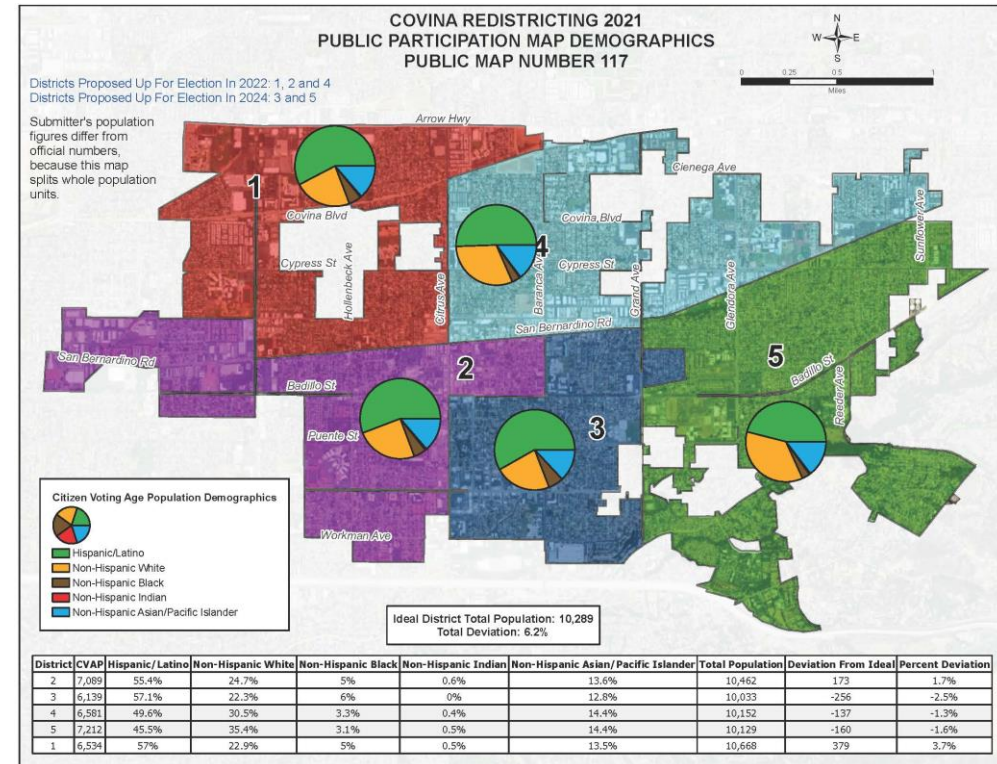 COVINA REDISTRICTING 2021
PUBLIC PARTICIPATION MAP DEMOGRAPHICS
PUBLIC MAP NUMBER 117
N
W E
S
0 0.25 0.5 1
Miles
Districts Proposed Up For Election In 2022: 1, 2 and 4
Districts Proposed Up For Election In 2024: 3 and 5
Submitter's population
figures differ from
official numbers,
because this map
splits whole population
units.
Arrow Hwy
Cienega Ave
1
Covina Blvd
Covina Blvd
Sunflower Ave
4
Cypress St
Hollenbeck Ave
Citrus Ave
Baranca Ave
Cypress St
Grand Ave
Glendora Ave
San Bernardino Rd
San Bernardino Rd
2
5
Badillo St
Badillo St
Reeder Ave
3
Puente St
Workman Ave
Citizen Voting Age Population Demographics
Hispanic/Latino
Non-Hispanic White
Non-Hispanic Black
Non-Hispanic Indian
Non-Hispanic Asian/Pacific Islander
Ideal District Total Population: 10,289
Total Deviation: 6.2%
District CVAP Hispanic/Latino Non-Hispanic White Non-Hispanic Black Non-Hispanic Indian Non-Hispanic Asian/Pacific Islander Total Population Deviation From Ideal Percent Deviation
2 7,089 55.4% 24.7% 5% 0.6% 13.6% 10,462 173 1.7%
3 6,139 57.1% 22.3% 6% 0% 12.8% 10,033 -256 -2.5%
4 6,581 49.6% 30.5% 3.3% 0.4% 14.4% 10,152 -137 -1.3%
5 7,212 45.5% 35.4% 3.1% 0.5% 14.4% 10,129 -160 -1.6%
1 6,534 57% 22.9% 5% 0.5% 13.5% 10,668 379 3.7%